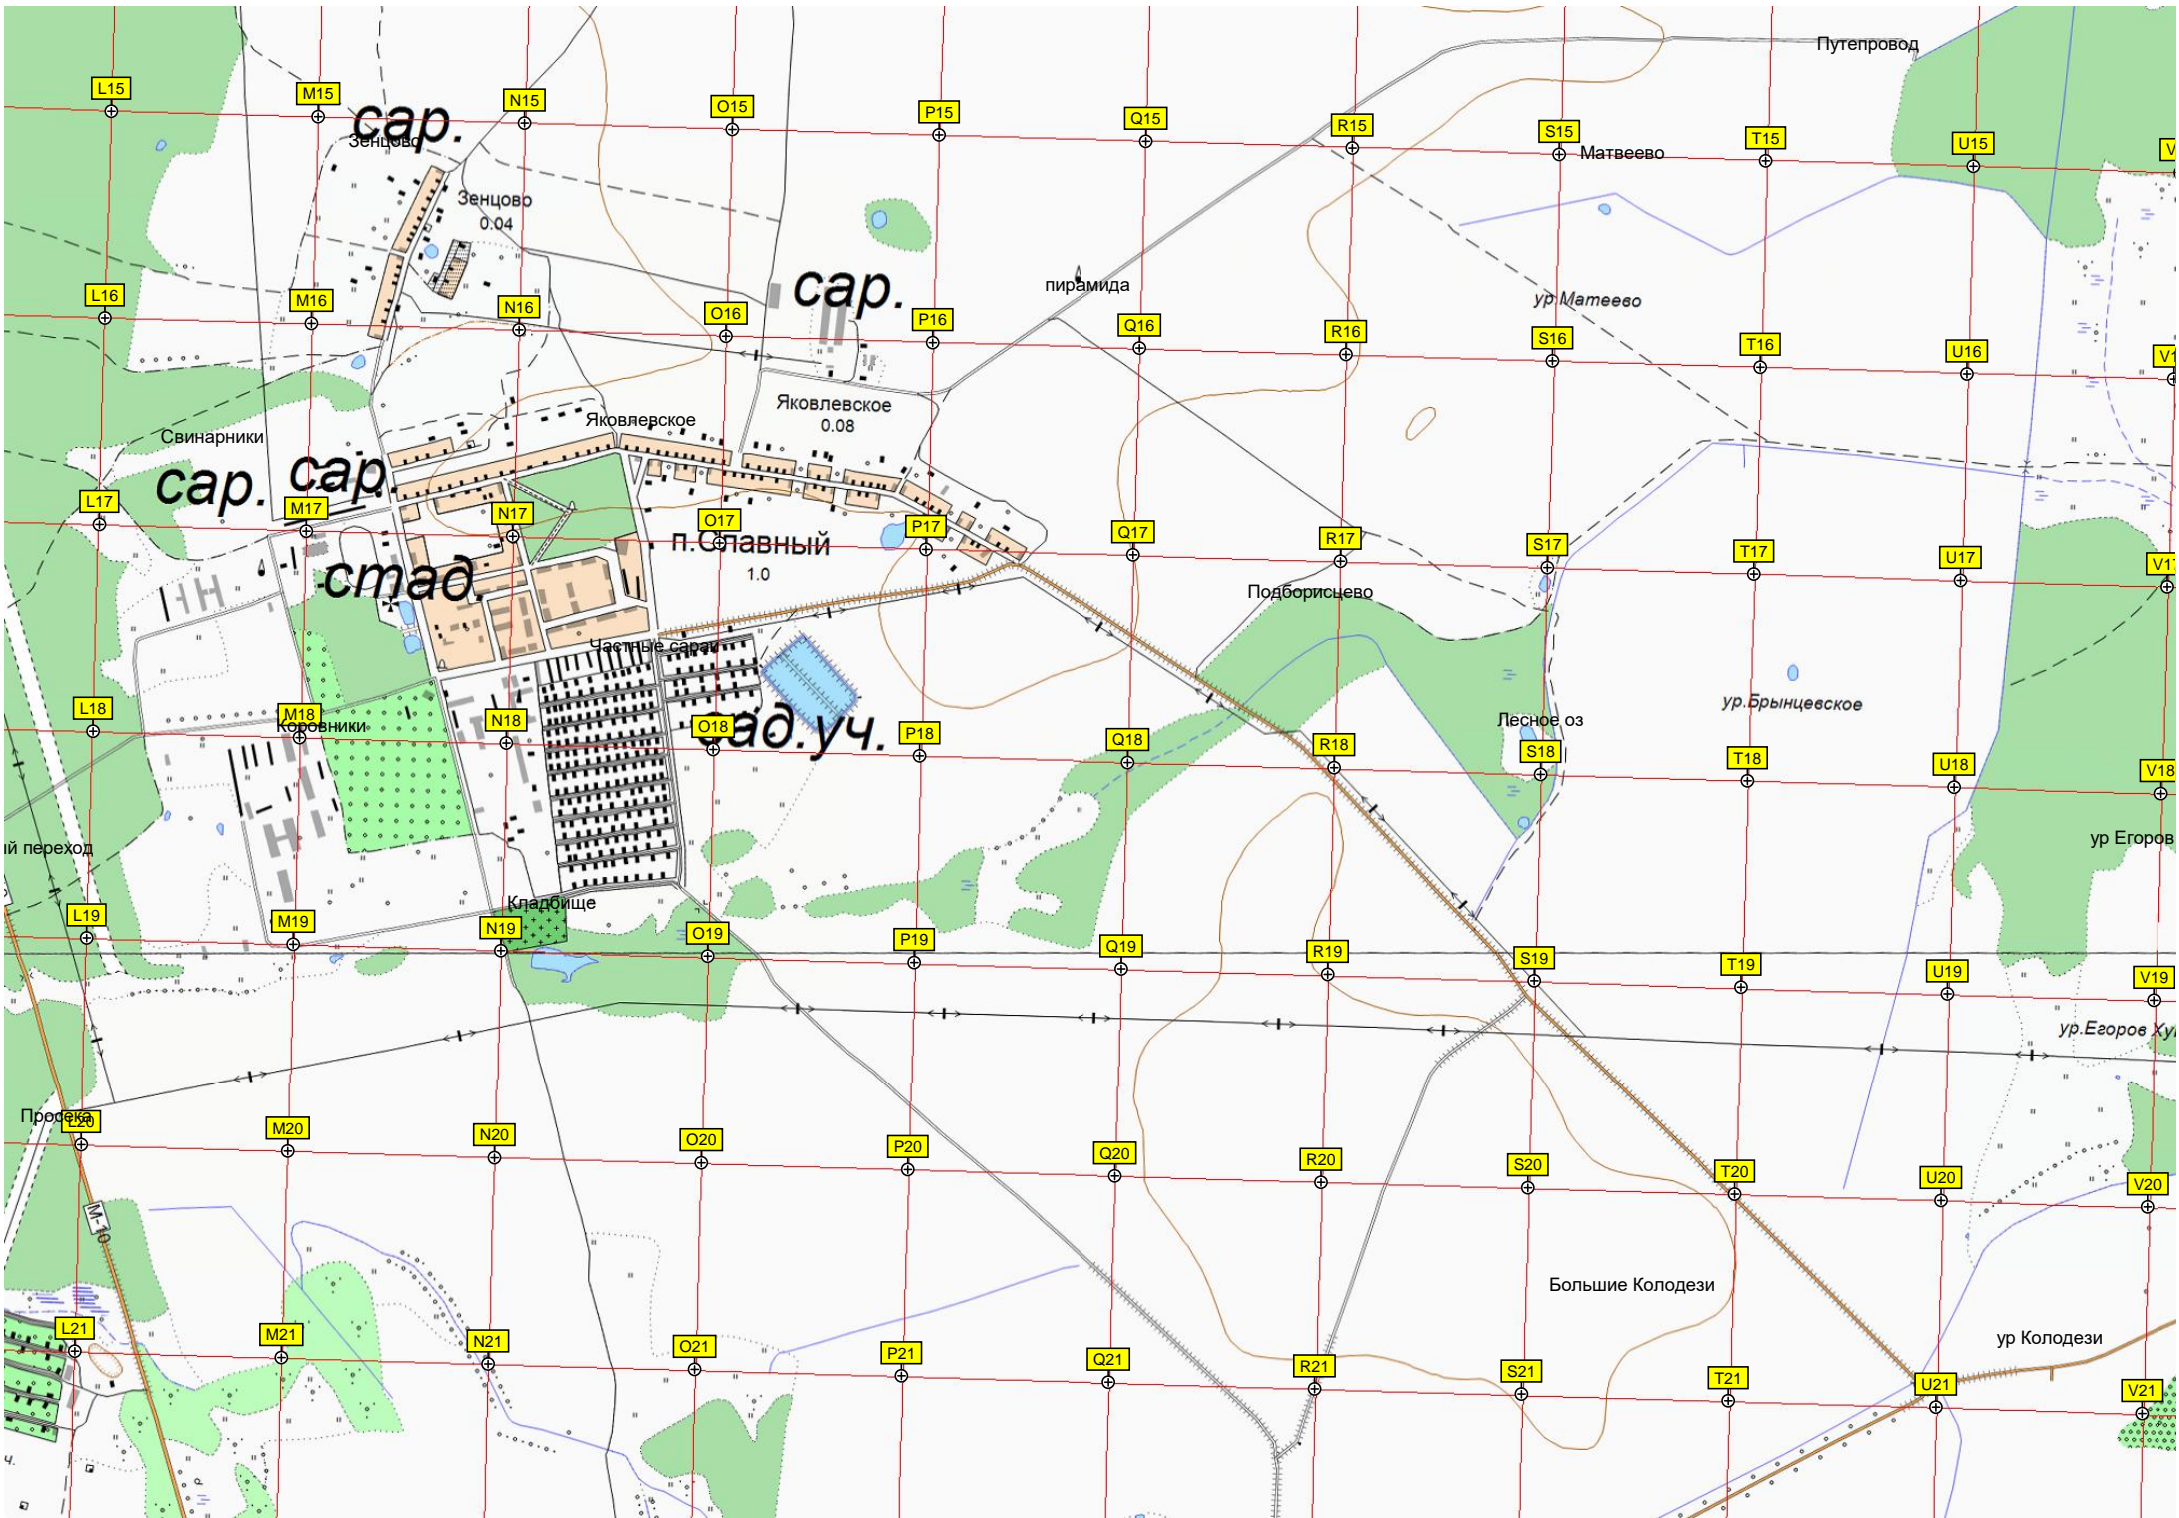 Путепровод
L15
M15
N15
O15
P15
Q15
R15
S15
T15
U15
сар.
Зенцово
Матвеево
Зенцово
0.04
L16
M16
N16
O16
сар.
P16
пирамида
Q16
R16
ур.Матеево
S16
T16
U16
Яковлевское
0.08
Яковлевское
Свинарники
сар.
сар.
L17
M17
N17
O17
P17
Q17
R17
S17
T17
U17
V17
п.Славный
1.0
стад.
Подборисцево
Частные сараи
L18
M18
Коровники
N18
O18
сад.уч.
P18
Q18
R18
Лесное оз
S18
ур.Брынцевское
T18
U18
V18
переход
ур Егоров
L19
M19
Кладбище
N19
O19
P19
Q19
R19
S19
T19
U19
V19
ур.Егоров
Просека
L20
M20
N20
O20
P20
Q20
R20
S20
T20
U20
V20
М-10
Большие Колодези
L21
M21
N21
O21
P21
Q21
R21
S21
T21
ур Колодези
U21
V21